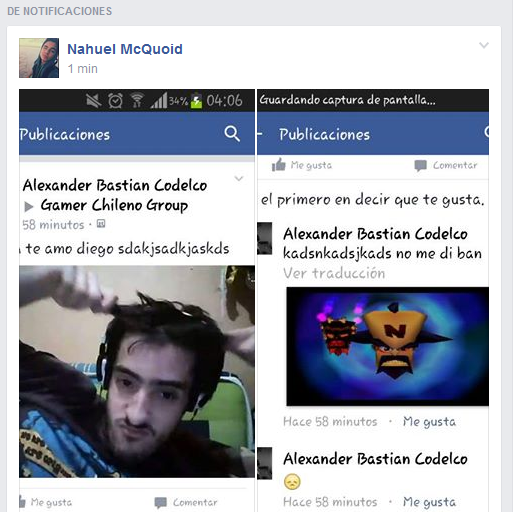 DE NOTIFICACIONES
Nahuel McQuoid
1 min
34% 04:06
Publicaciones
Alexander Bastian Codelco
Gamer Chileno Group
58 minutos ·
te amo diego sdakjsadkjaskds
Me gusta Comentar
Guardando captura de pantalla...
Publicaciones
Me gusta Comentar
el primero en decir que te gusta.
Alexander Bastian Codelco
kadsnkadsjkads no me di ban
Ver traducción
N
Hace 58 minutos · Me gusta
Alexander Bastian Codelco
Hace 58 minutos · Me gusta